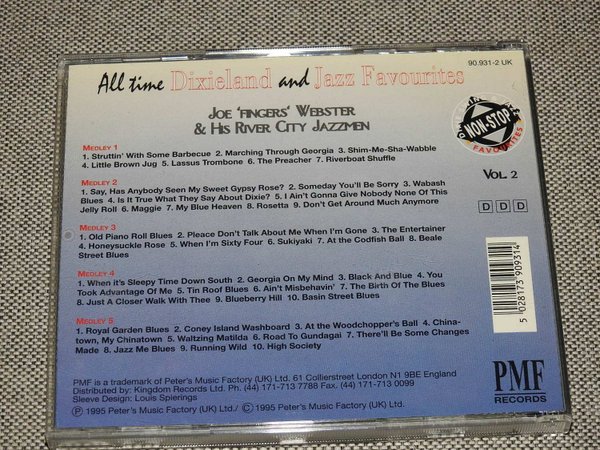 90.931-2 UK
All time Dixieland and Jazz Favourites
JOE 'FINGERS' WEBSTER
& HIS RIVER CITY JAZZMEN
NON-STOP
FAVOURITES
VOL. 2
D D D
MEDLEY 1
1. Struttin' With Some Barbecue 2. Marching Through Georgia 3. Shim-Me-Sha-Wabble
4. Little Brown Jug 5. Lassus Trombone 6. The Preacher 7. Riverboat Shuffle
MEDLEY 2
1. Say, Has Anybody Seen My Sweet Gypsy Rose? 2. Someday You'll Be Sorry 3. Wabash
Blues 4. Is It True What They Say About Dixie? 5. I Ain't Gonna Give Nobody None Of This
Jelly Roll 6. Maggie 7. My Blue Heaven 8. Rosetta 9. Don't Get Around Much Anymore
MEDLEY 3
1. Old Piano Roll Blues 2. Pleace Don't Talk About Me When I'm Gone 3. The Entertainer
4. Honeysuckle Rose 5. When I'm Sixty Four 6. Sukiyaki 7. At the Codfish Ball 8. Beale
Street Blues
MEDLEY 4
1. When it's Sleepy Time Down South 2. Georgia On My Mind 3. Black And Blue 4. You
Took Advantage Of Me 5. Tin Roof Blues 6. Ain't Misbehavin' 7. The Birth Of The Blues
8. Just A Closer Walk With Thee 9. Blueberry Hill 10. Basin Street Blues
MEDLEY 5
1. Royal Garden Blues 2. Coney Island Washboard 3. At the Woodchopper's Ball 4. China-
town, My Chinatown 5. Waltzing Matilda 6. Road To Gundagai 7. There'll Be Some Changes
Made 8. Jazz Me Blues 9. Running Wild 10. High Society
5 028173 909314
PMF is a trademark of Peter's Music Factory (UK) Ltd. 61 Collierstreet London N1 9BE England
Distributed by: Kingdom Records Ltd. Ph. (44) 171-713 7788 Fax. (44) 171-713 0099
Sleeve Design: Louis Spierings
Ⓟ 1995 Peter's Music Factory (UK) Ltd./ © 1995 Peter's Music Factory (UK) Ltd.
PMF
RECORDS